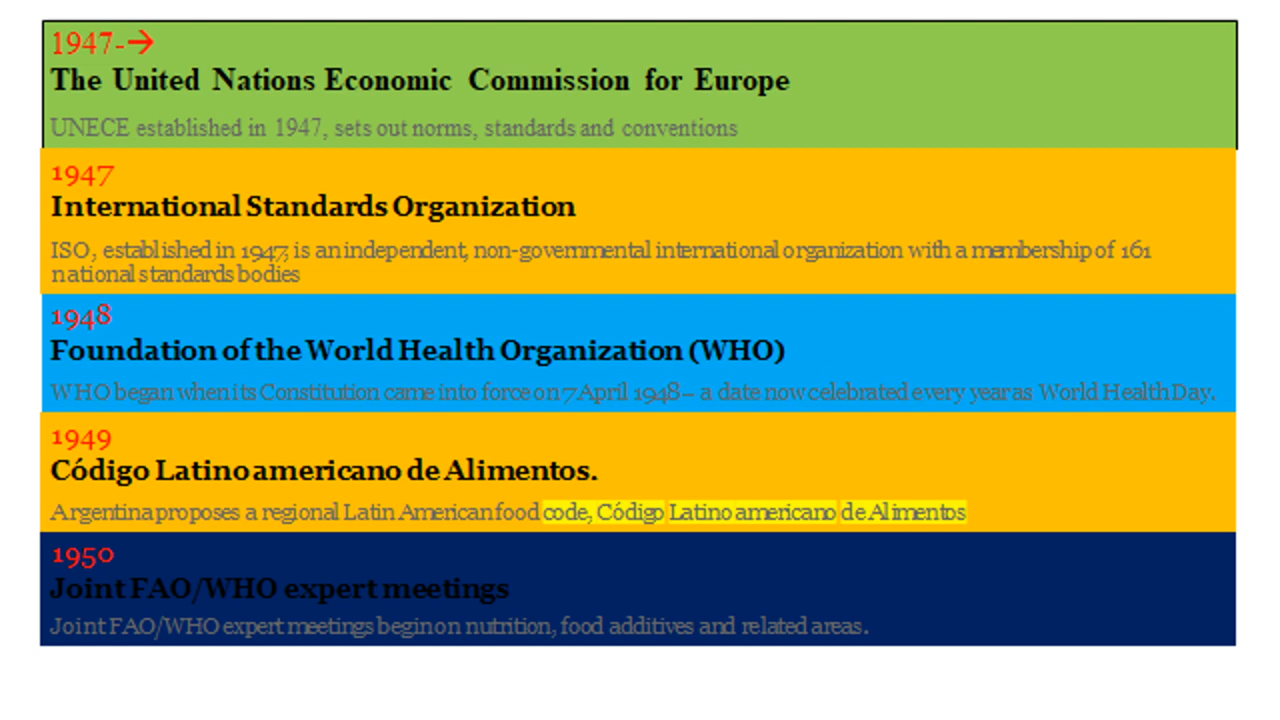 1947-→
The United Nations Economic Commission for Europe
UNECE established in 1947, sets out norms, standards and conventions
1947
International Standards Organization
ISO, established in 1947, is an independent, non-governmental international organization with a membership of 161
national standards bodies
1948
Foundation of the World Health Organization (WHO)
WHO began when its Constitution came into force on 7 April 1948 – a date now celebrated every year as World Health Day.
1949
Código Latino americano de Alimentos.
Argentina proposes a regional Latin American food code, Código Latino americano de Alimentos
1950
Joint FAO/WHO expert meetings
Joint FAO/WHO expert meetings begin on nutrition, food additives and related areas.